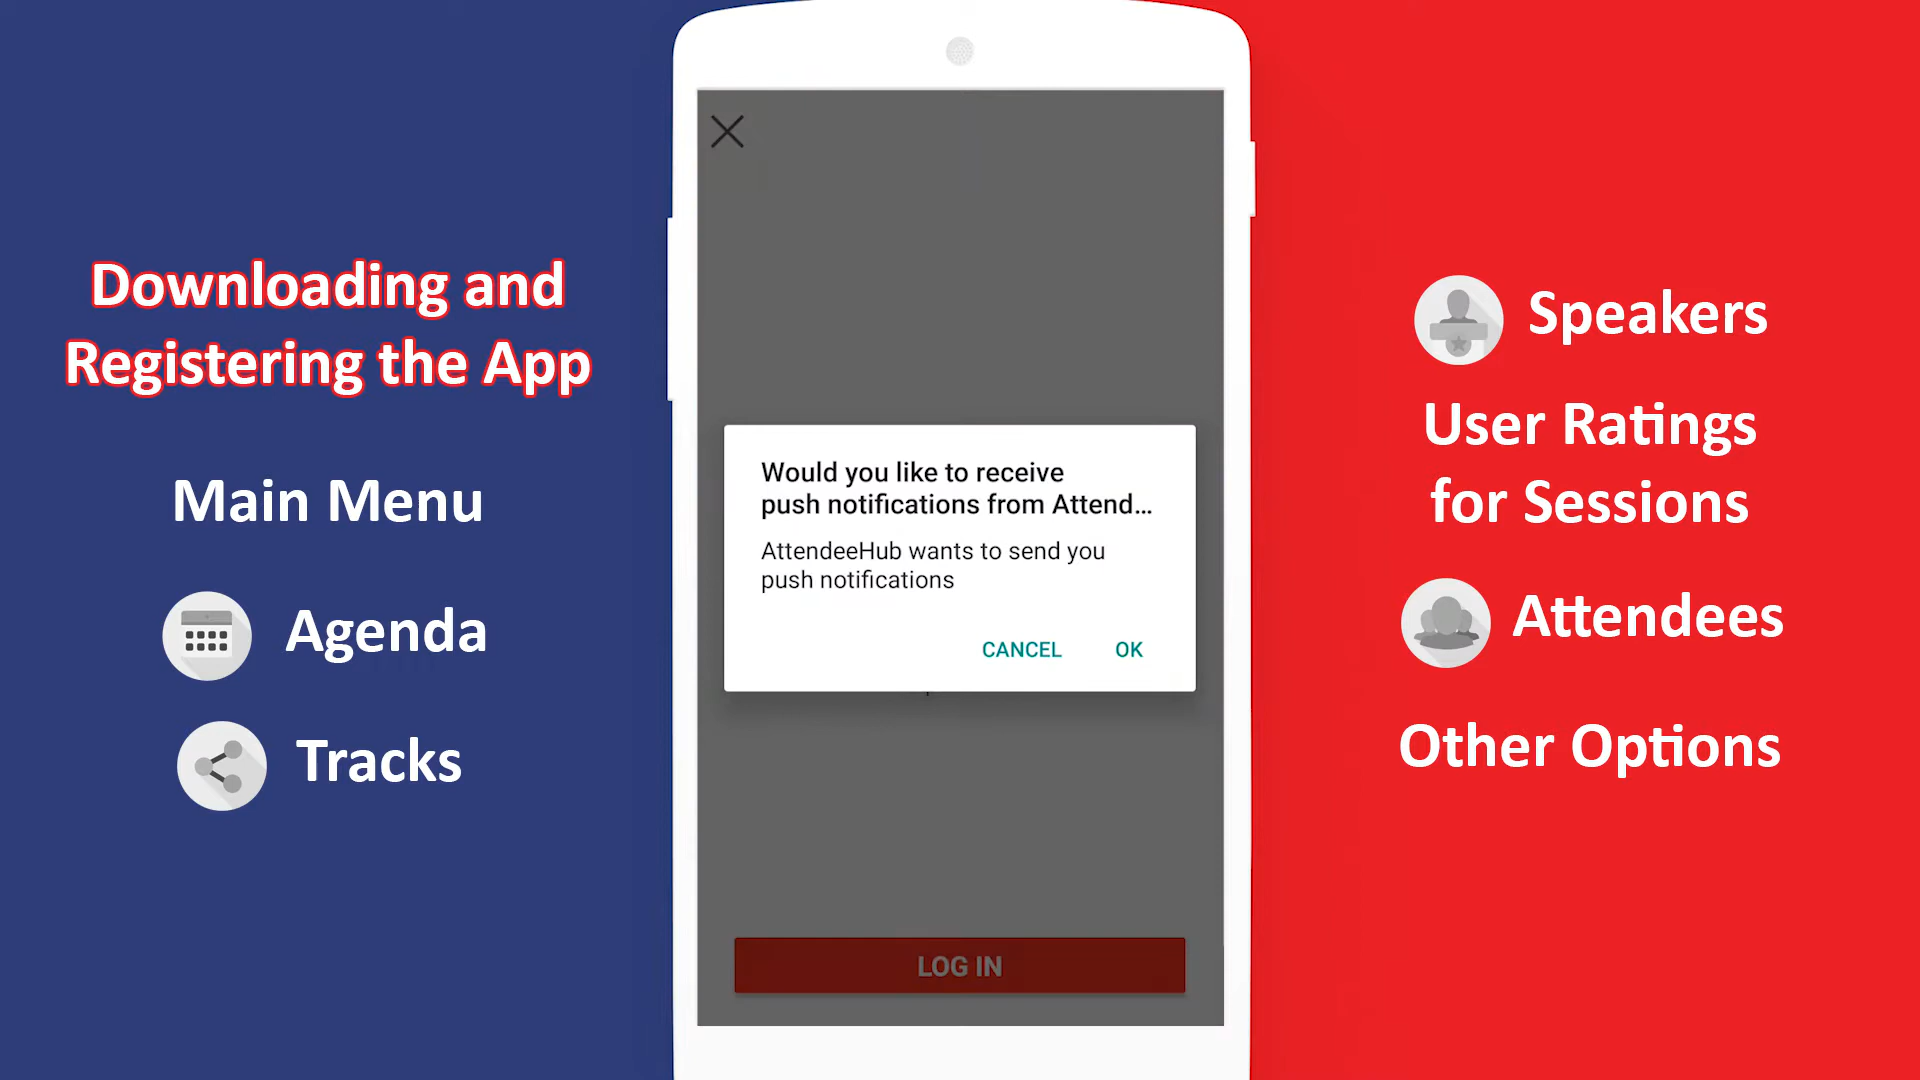 Downloading and
Registering the App
Main Menu
Agenda
Tracks
Would you like to receive
push notifications from Attend...
AttendeeHub wants to send you
push notifications
CANCEL OK
LOG IN
Speakers
User Ratings
for Sessions
Attendees
Other Options